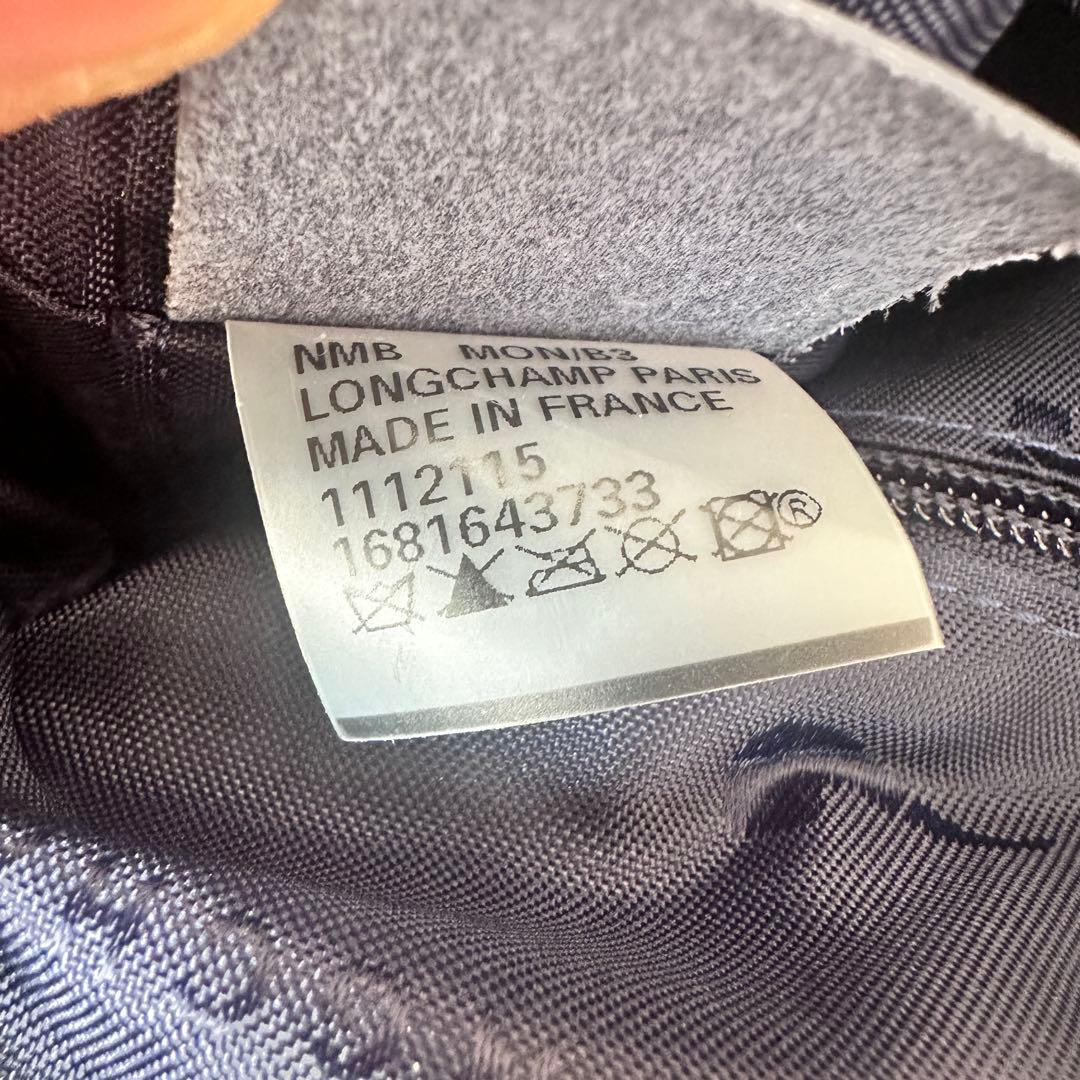 NMB MON/B3
LONGCHAMP PARIS
MADE IN FRANCE
1112115
1681643733
®